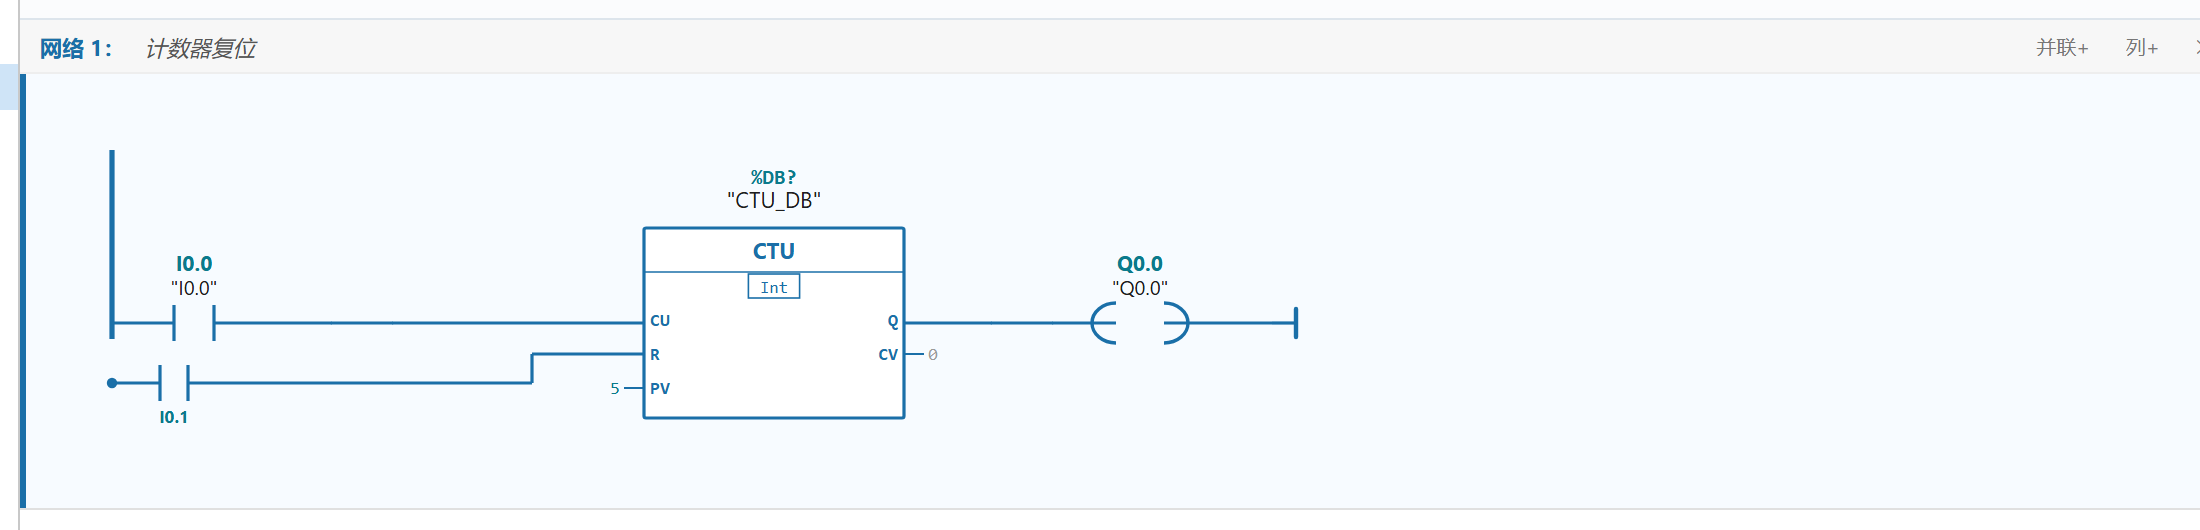 网络 1： 计数器复位 并联+ 列+
%DB?
"CTU_DB"
CTU
Int
I0.0
"I0.0"
Q0.0
"Q0.0"
CU Q
R CV 0
5 PV
I0.1